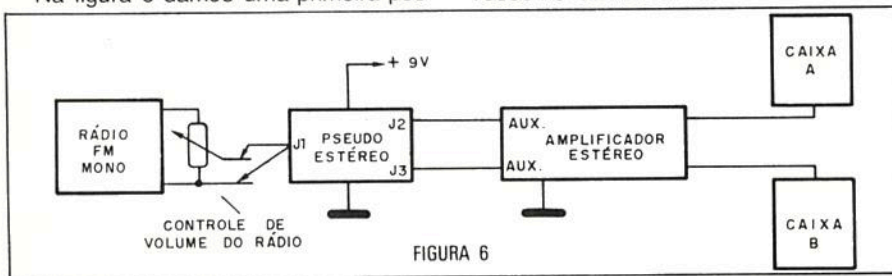 Na figura 6 damos uma primeira
+ 9V
CAIXA
A
RÁDIO
FM
MONO
J1
PSEUDO
ESTÉREO
J2
J3
AUX.
AUX.
AMPLIFICADOR
ESTÉREO
CONTROLE DE
VOLUME DO RÁDIO
CAIXA
B
FIGURA 6